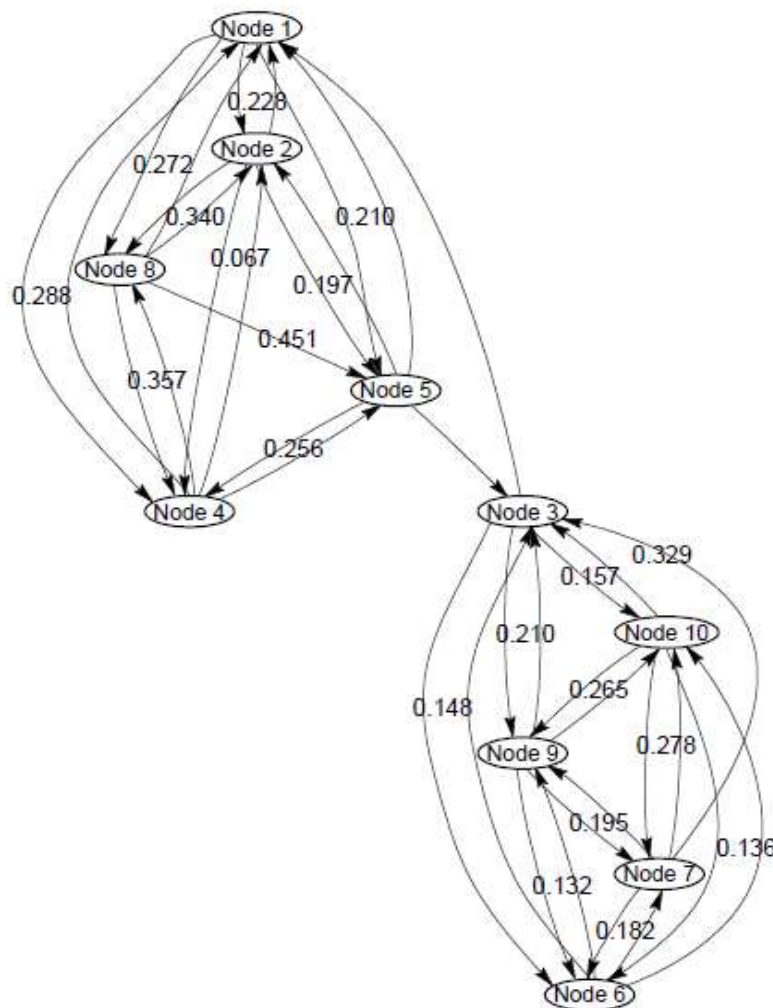 Node 1
0.228
Node 2
0.272
0.340
0.210
0.067
Node 8
0.288
0.197
0.451
0.357
Node 5
0.256
Node 4
Node 3
0.329
0.157
0.210
Node 10
0.148
0.265
0.278
Node 9
0.195
0.136
Node 7
0.132
0.182
Node 6